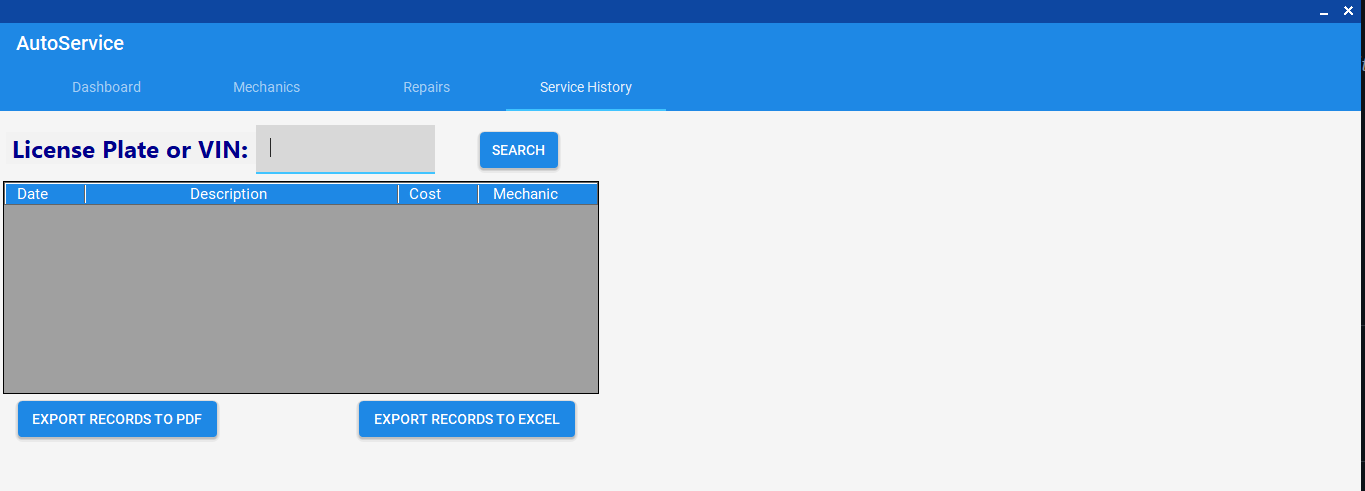 AutoService
Dashboard Mechanics Repairs Service History
License Plate or VIN: SEARCH
Date Description Cost Mechanic
EXPORT RECORDS TO PDF EXPORT RECORDS TO EXCEL